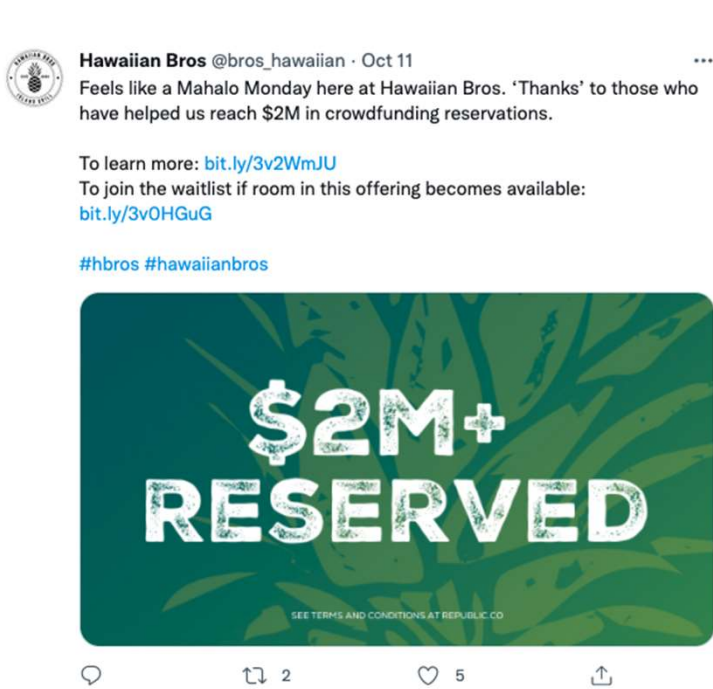 Hawaiian Bros @bros_hawaiian · Oct 11
Feels like a Mahalo Monday here at Hawaiian Bros. ‘Thanks’ to those who
have helped us reach $2M in crowdfunding reservations.
To learn more: bit.ly/3v2WmJU
To join the waitlist if room in this offering becomes available:
bit.ly/3v0HGuG
#hbros #hawaiianbros
$2M+
RESERVED
SEE TERMS AND CONDITIONS AT REPUBLIC.CO
2
5